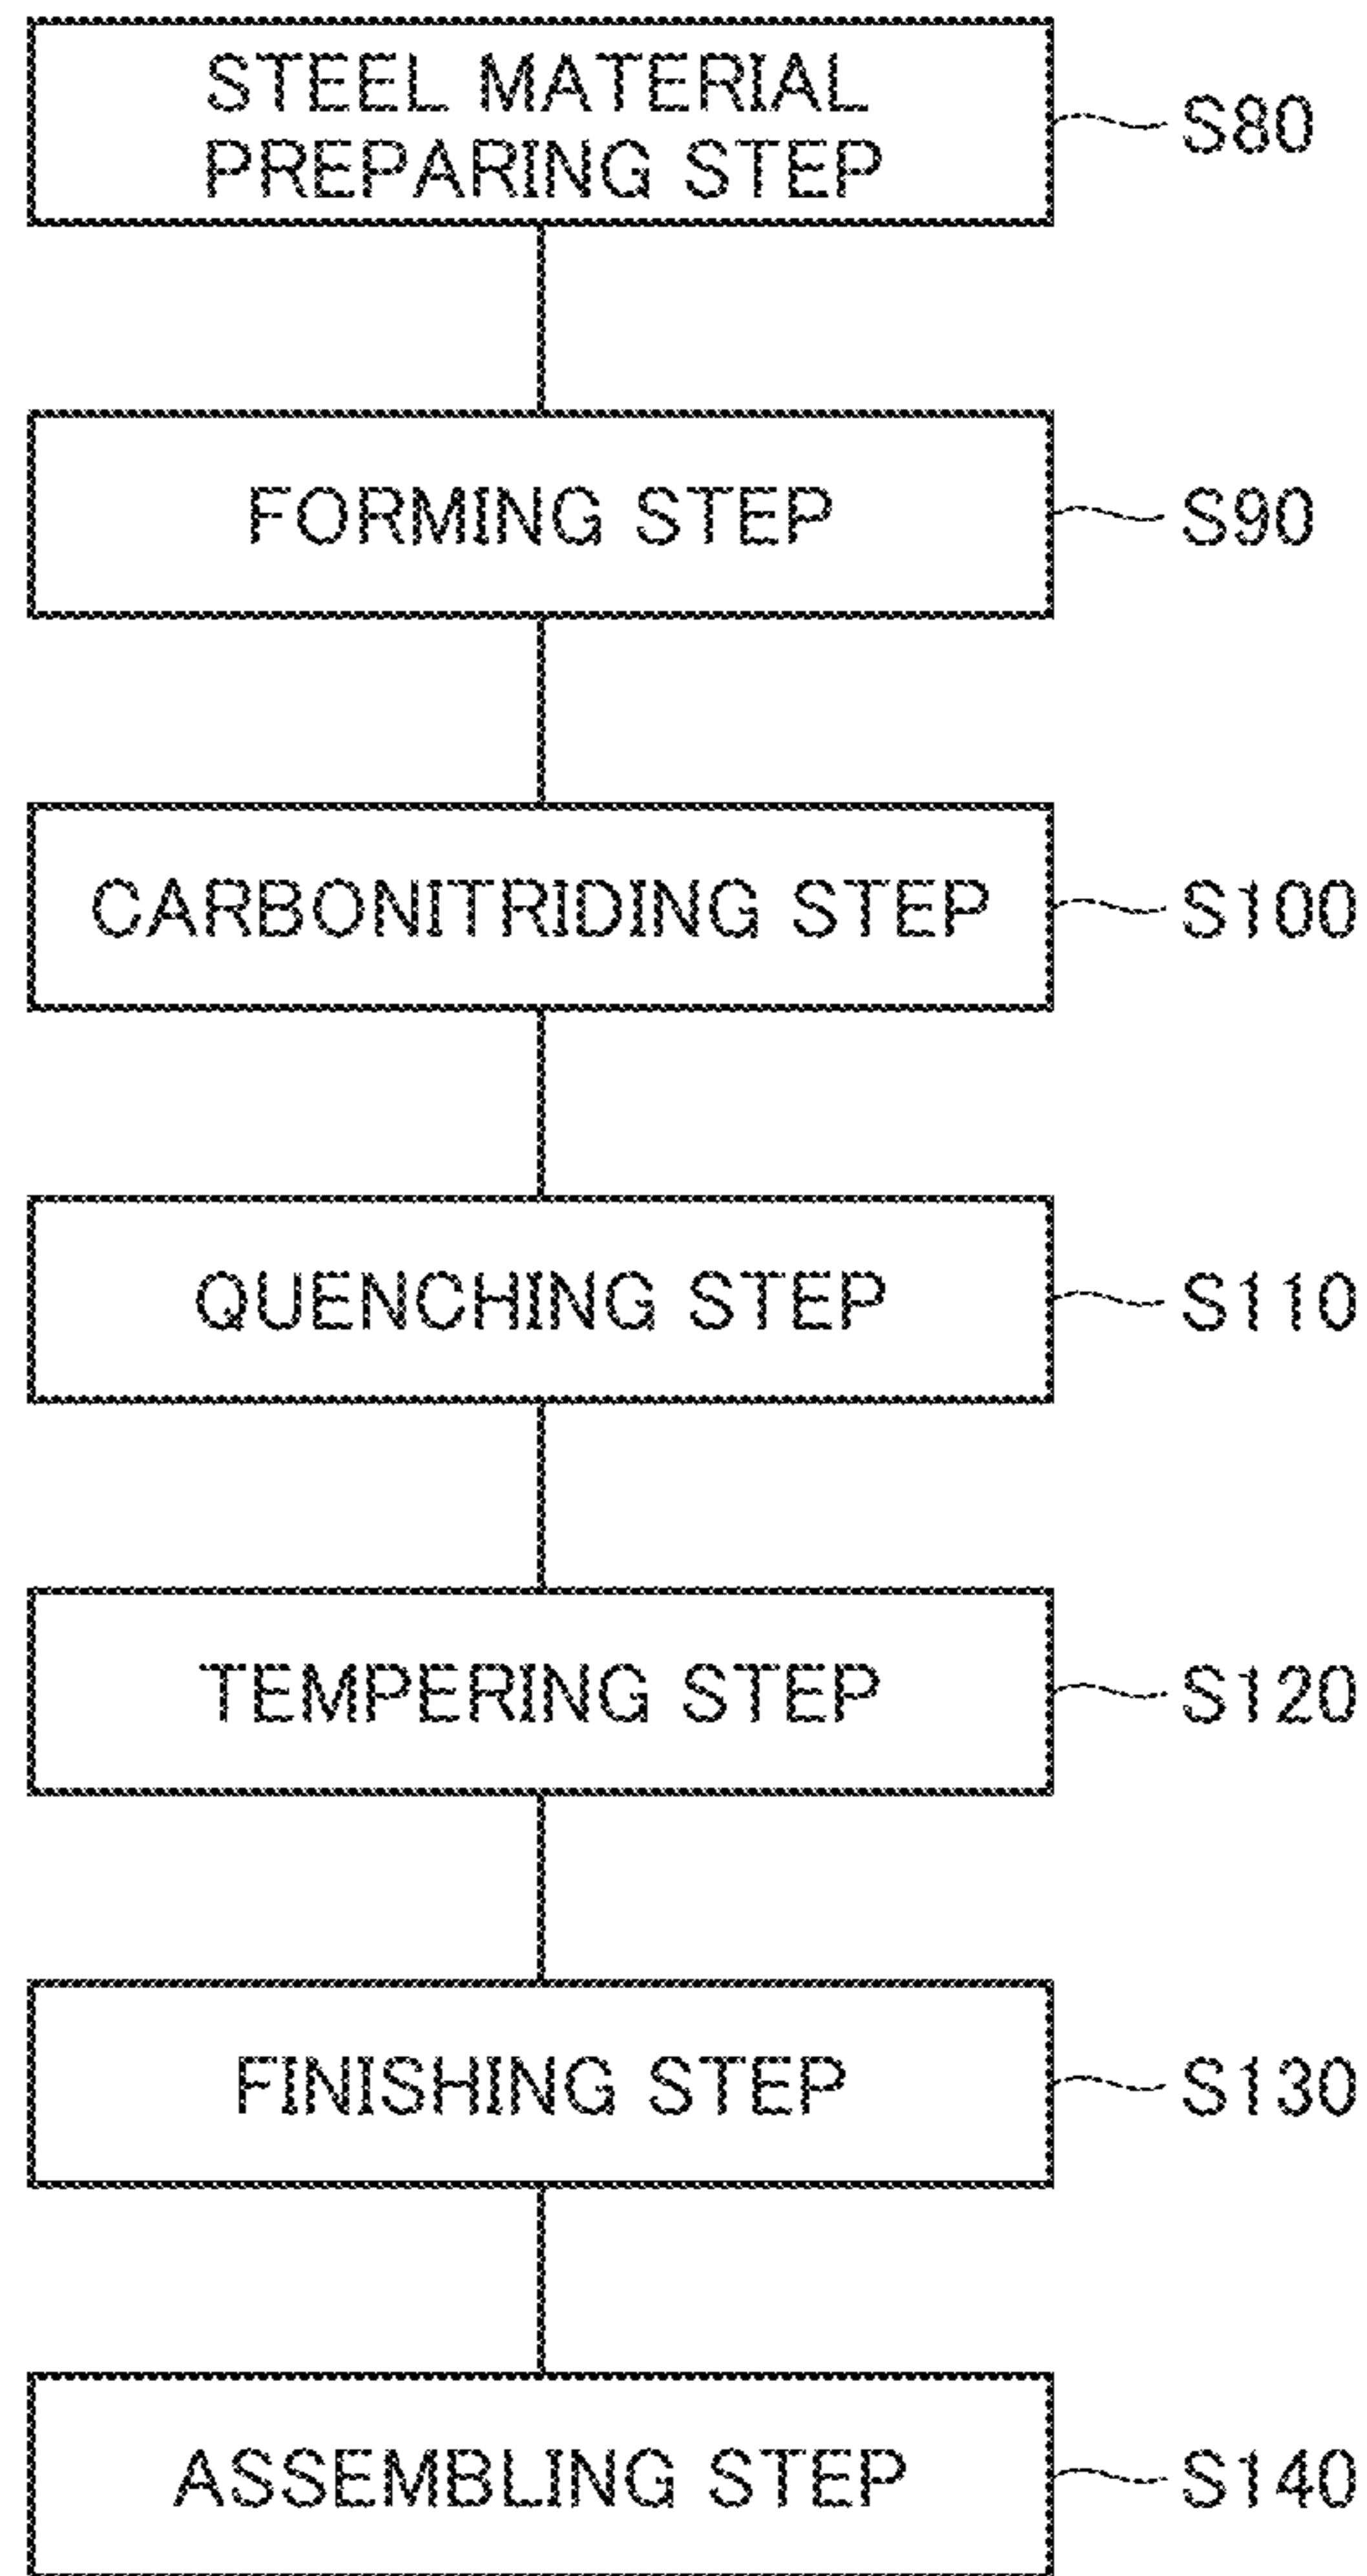 STEEL MATERIAL
PREPARING STEP
S80
FORMING STEP
S90
CARBONITRIDING STEP
S100
QUENCHING STEP
S110
TEMPERING STEP
S120
FINISHING STEP
S130
ASSEMBLING STEP
S140